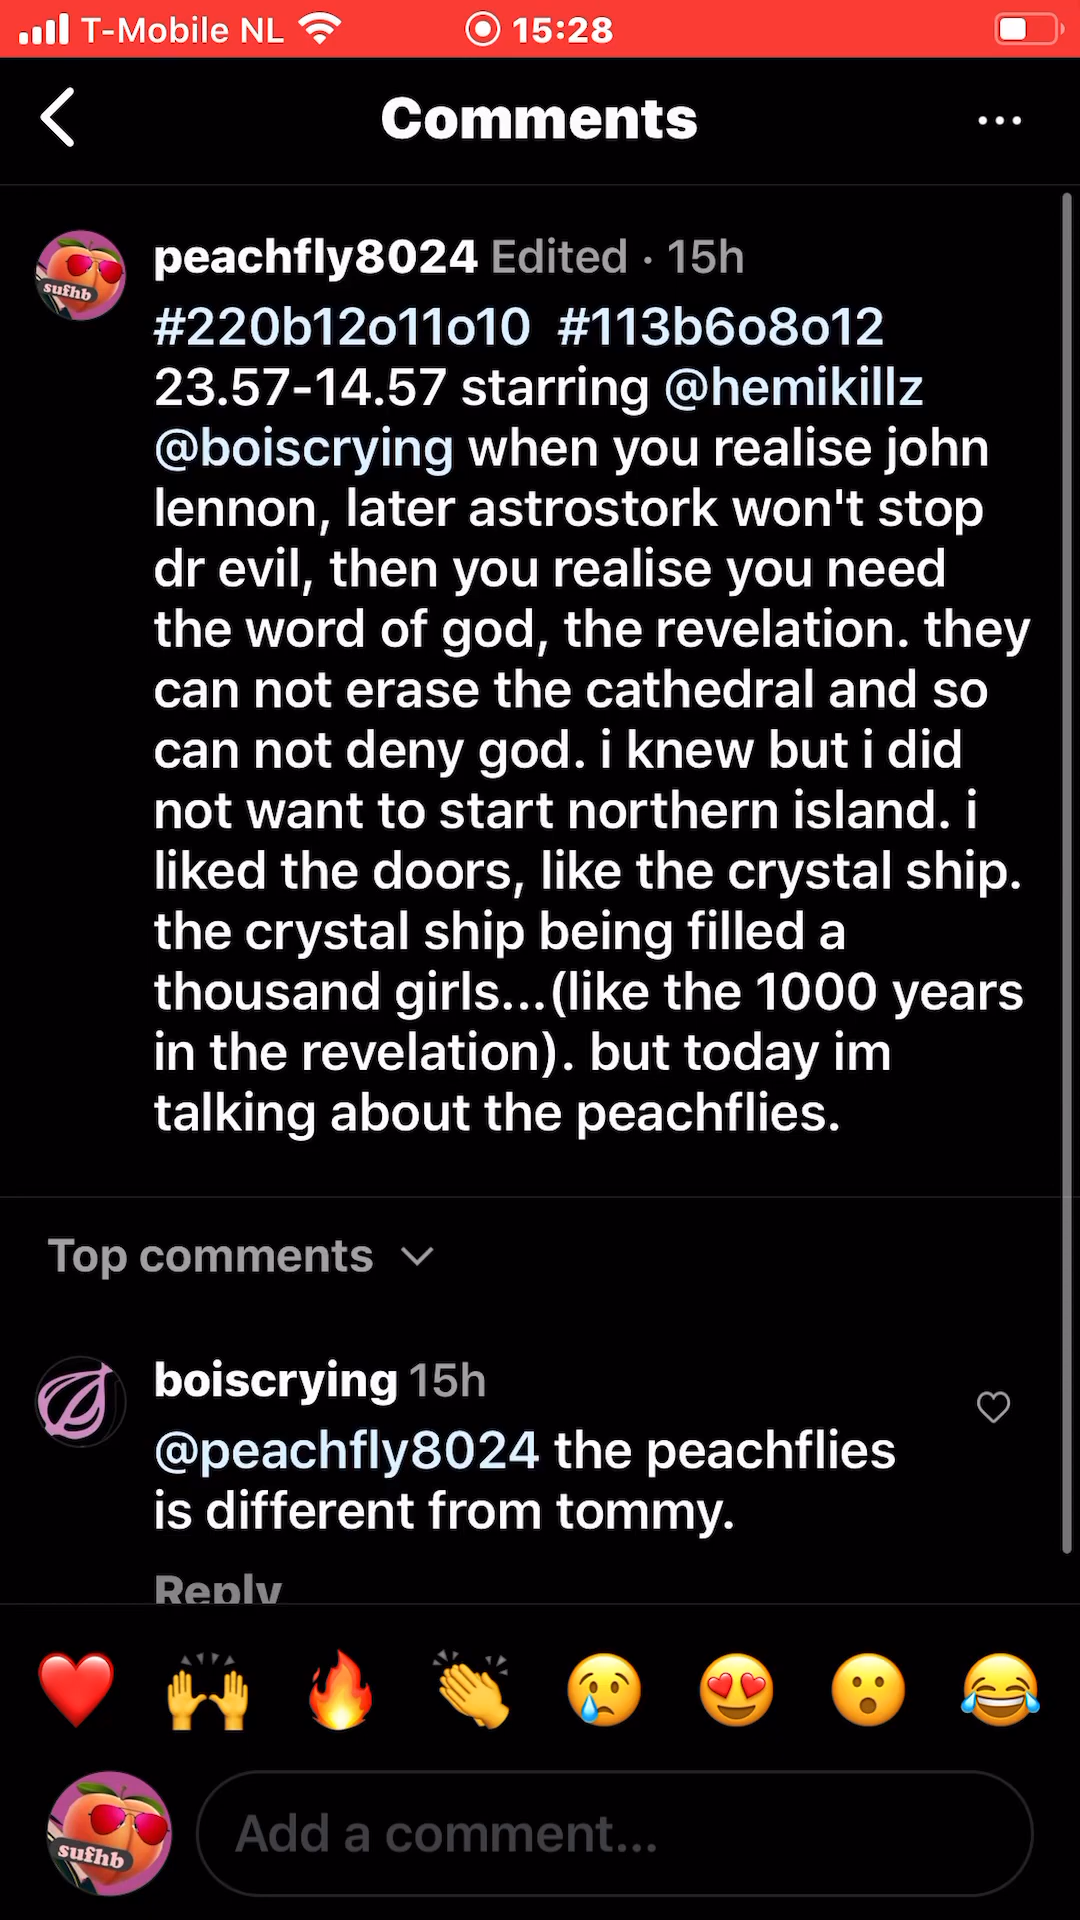 T-Mobile NL 15:28
Comments
peachfly8024 Edited · 15h
sufhb
#220b12o11o10 #113b6o8o12
23.57-14.57 starring @hemikillz
@boiscrying when you realise john
lennon, later astrostork won't stop
dr evil, then you realise you need
the word of god, the revelation. they
can not erase the cathedral and so
can not deny god. i knew but i did
not want to start northern island. i
liked the doors, like the crystal ship.
the crystal ship being filled a
thousand girls...(like the 1000 years
in the revelation). but today im
talking about the peachflies.
Top comments
boiscrying 15h
@peachfly8024 the peachflies
is different from tommy.
Reply
sufhb
Add a comment...